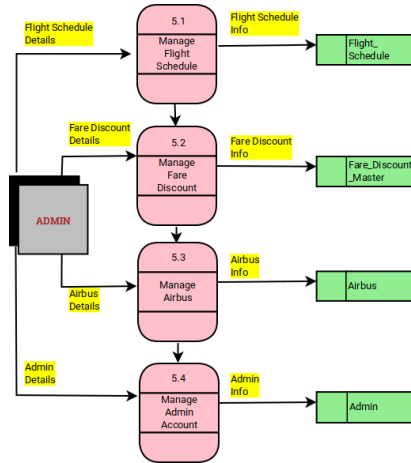 Flight Schedule
Details
5.1
Manage
Flight
Schedule
Flight Schedule
Info
Flight_
Schedule
Fare Discount
Details
5.2
Manage
Fare
Discount
Fare Discount
Info
Fare_Discount
_Master
ADMIN
Airbus
Details
5.3
Manage
Airbus
Airbus
Info
Airbus
Admin
Details
5.4
Manage
Admin
Account
Admin
Info
Admin